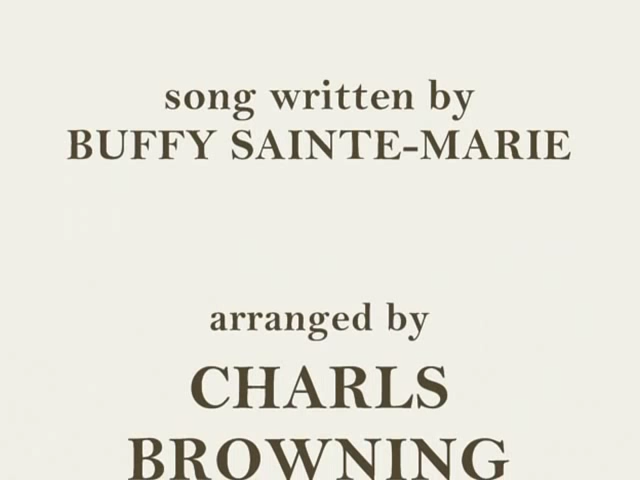 song written by
BUFFY SAINTE-MARIE
arranged by
CHARLS
BROWNING